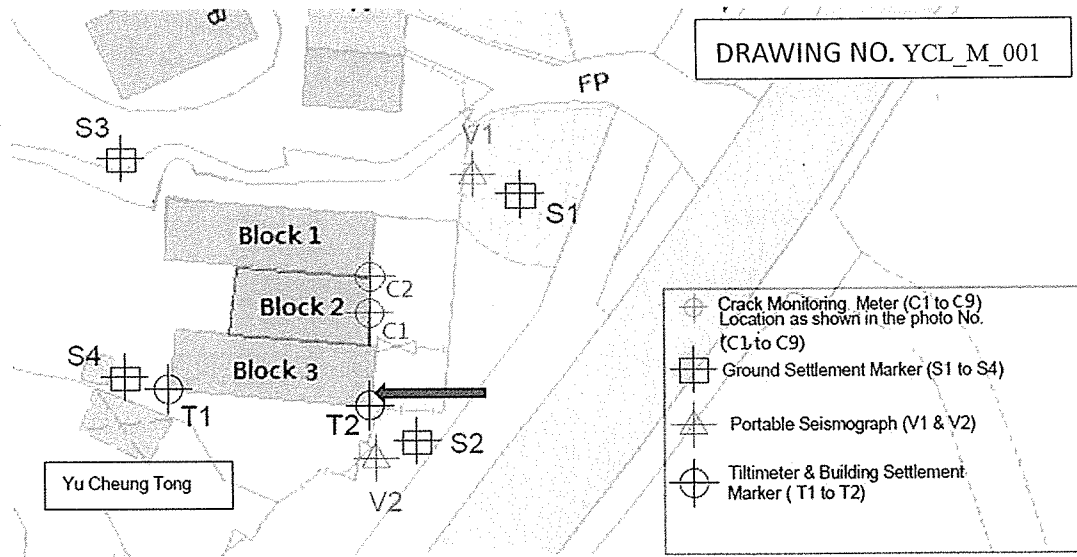 DRAWING NO. YCL_M_001
FP
S3
V1
S1
Block 1
C2
Block 2
C1
S4
Block 3
T1
T2
S2
V2
Yu Cheung Tong
Crack Monitoring Meter (C1 to C9)
Location as shown in the photo No.
(C1 to C9)
Ground Settlement Marker (S1 to S4)
Portable Seismograph (V1 & V2)
Tiltimeter & Building Settlement
Marker ( T1 to T2)